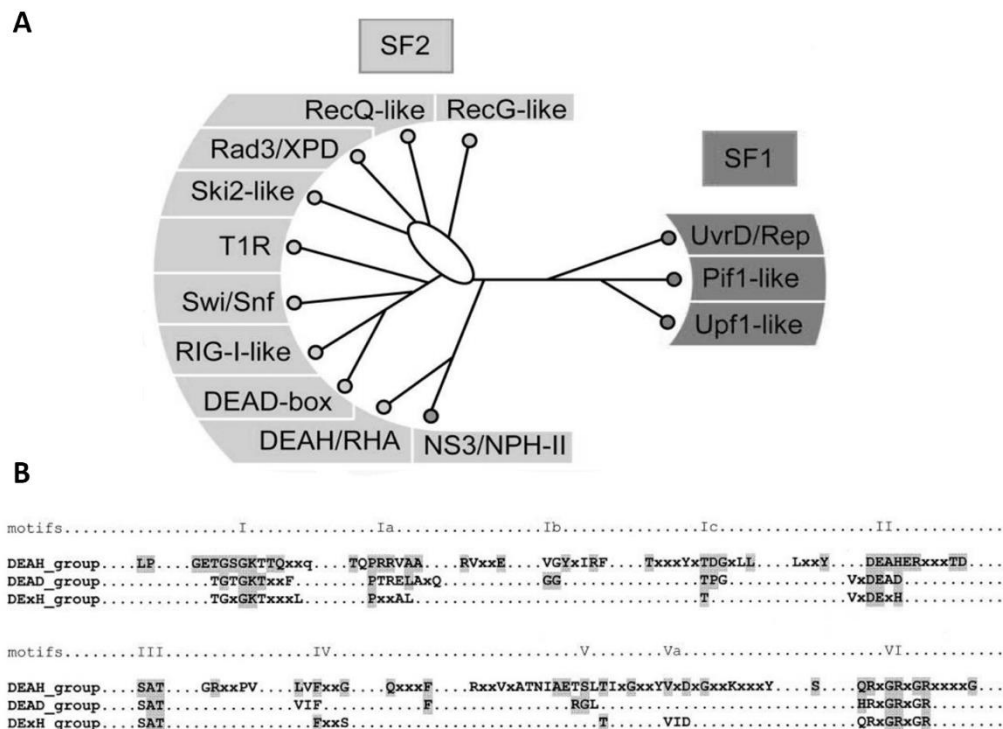 A
SF2
RecQ-like
RecG-like
Rad3/XPD
Ski2-like
T1R
Swi/Snf
RIG-I-like
DEAD-box
DEAH/RHA
NS3/NPH-II
SF1
UvrD/Rep
Pif1-like
Upf1-like
B
motifs...................I..............Ia................Ib...............Ic.................II............
DEAH_group....LP....GETGSGKTTQxxq....TQPRRVAA....RVxxE....VGYxIRF....TxxxYxTDGxLL....LxxY....DEAHERxxxTD....
DEAD_group............TGTGKTxxF........PTRELAxQ...........GG...............TPG.............VxDEAD...........
DExH_group............TGxGKTxxxL.......PxxAL...............................T...............VxDExH...........
motifs........III................IV...........................V........Va......................VI...........
DEAH_group....SAT....GRxxPV....LVFxxG....QxxxF....RxxVxATNIAETSLTIxGxxYVxDxGxxKxxxY....S....QRxGRxGRxxxxG...
DEAD_group....SAT..............VIF...........F...............RGL............................HRxGRxGR........
DExH_group....SAT................FxxS...........................T......VID..................QRxGRxGR........